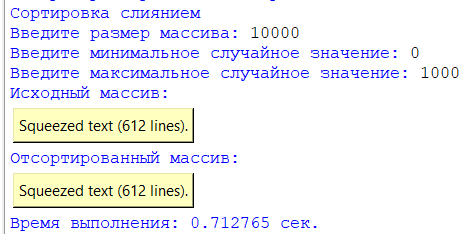 Сортировка слиянием
Введите размер массива: 10000
Введите минимальное случайное значение: 0
Введите максимальное случайное значение: 1000
Исходный массив:
Squeezed text (612 lines).
Отсортированный массив:
Squeezed text (612 lines).
Время выполнения: 0.712765 сек.